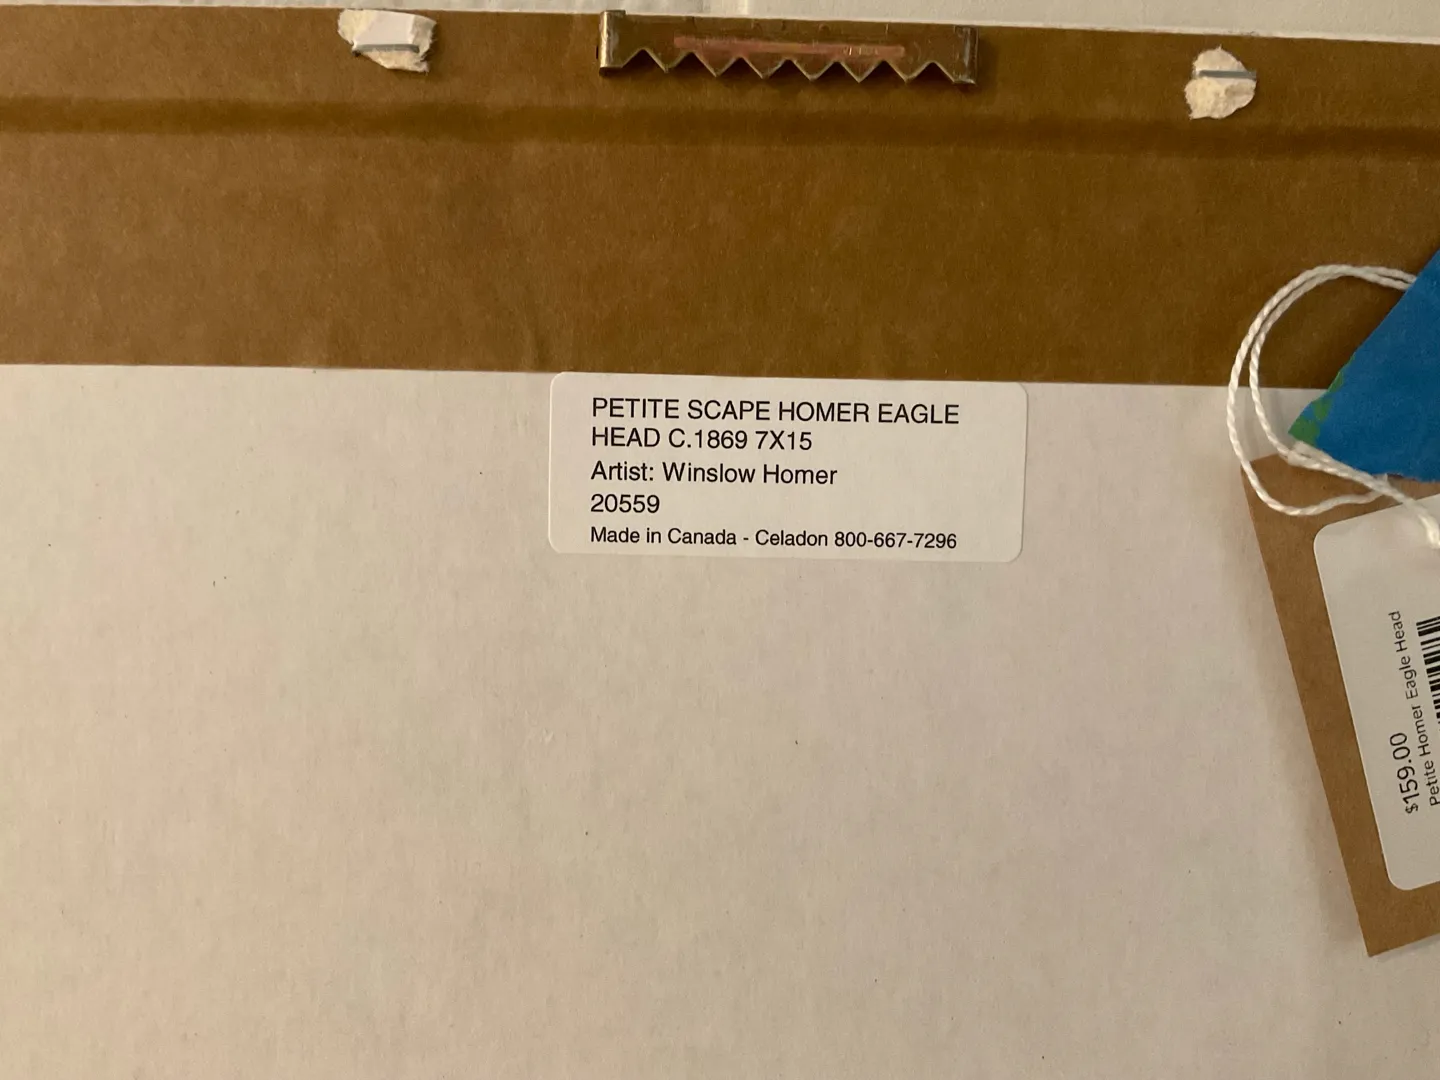 PETITE SCAPE HOMER EAGLE
HEAD C.1869 7X15
Artist: Winslow Homer
20559
Made in Canada - Celadon 800-667-7296
$159.00
Petite Homer Eagle Head